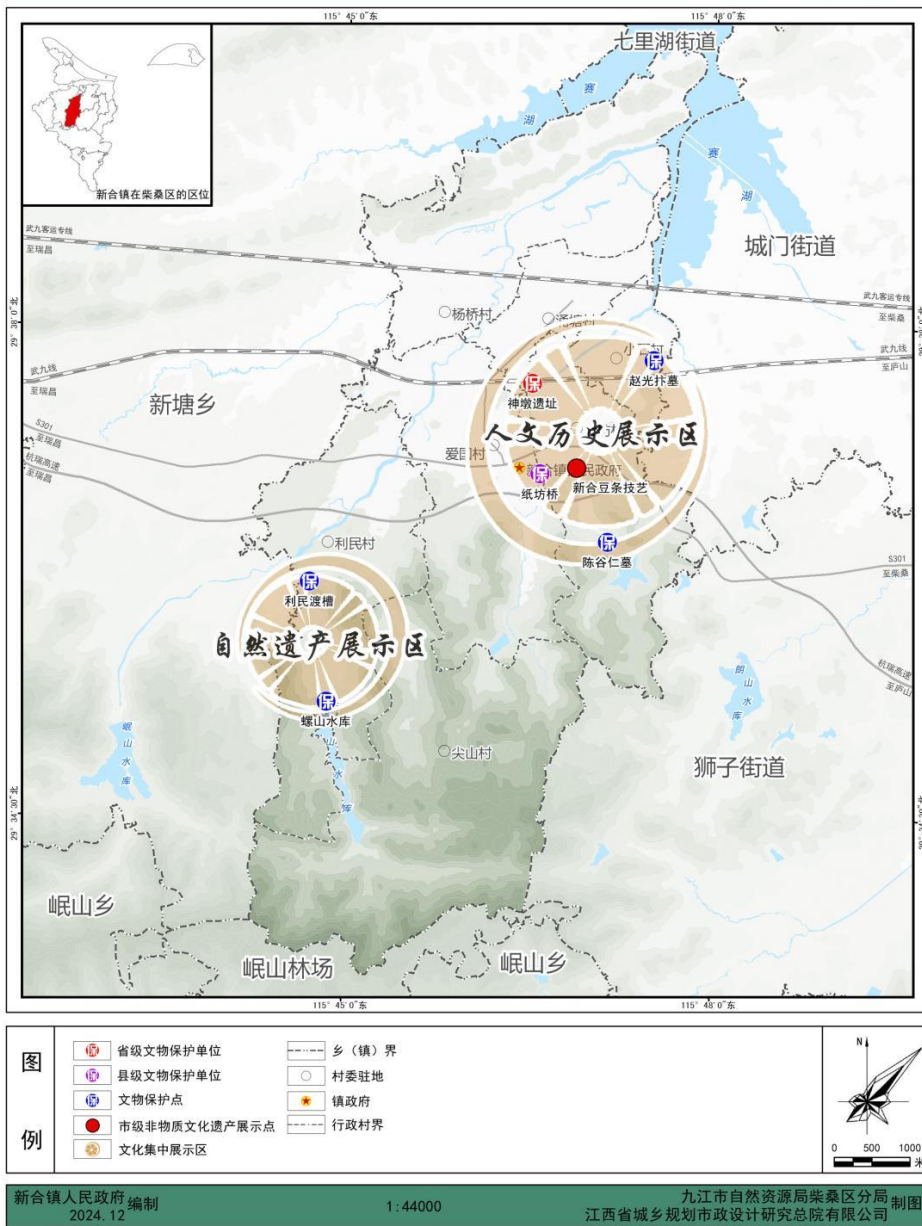 115° 45′ 0″东
115° 48′ 0″东
七里湖街道
赛
湖
赛
湖
新合镇在柴桑区的区位
武九客运专线
至瑞昌
城门街道
29° 38′ 0″北
杨桥村
武九客运专线
至柴桑
武九线
至瑞昌
武九线
至庐山
赵光抃墓
神墩遗址
新塘乡
S301
至瑞昌
人文历史展示区
杭瑞高速
至瑞昌
爱国村
纸坊桥
新合豆条技艺
利民村
陈谷仁墓
S301
至柴桑
利民渡槽
自然遗产展示区
杭瑞高速
至庐山
朗山水库
螺山水库
山水库
尖山村
岷山水库
狮子街道
29° 34′ 30″北
岷山乡
岷山林场
岷山乡
115° 45′ 0″东
115° 48′ 0″东
图例
省级文物保护单位
县级文物保护单位
文物保护点
市级非物质文化遗产展示点
文化集中展示区
乡（镇）界
村委驻地
镇政府
行政村界
N
0 500 1000
米
新合镇人民政府 编制
2024.12
1:44000
九江市自然资源局柴桑区分局
江西省城乡规划市政设计研究总院有限公司 制图